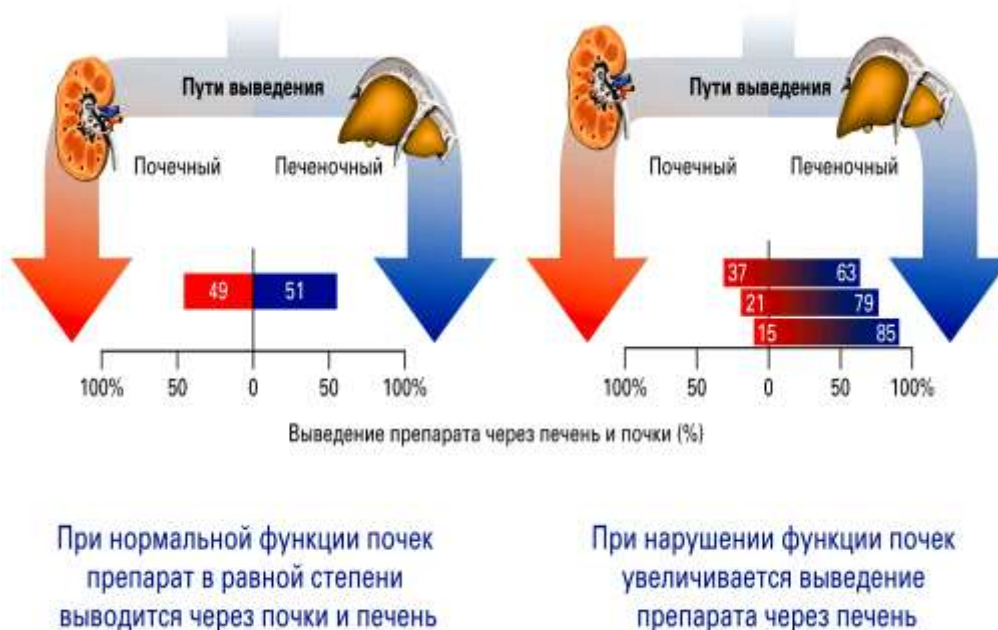 Пути выведения
Почечный Печеночный
49 51
100% 50 0 50 100%
Пути выведения
Почечный Печеночный
37 63
21 79
15 85
100% 50 0 50 100%
Выведение препарата через печень и почки (%)
При нормальной функции почек
препарат в равной степени
выводится через почки и печень
При нарушении функции почек
увеличивается выведение
препарата через печень